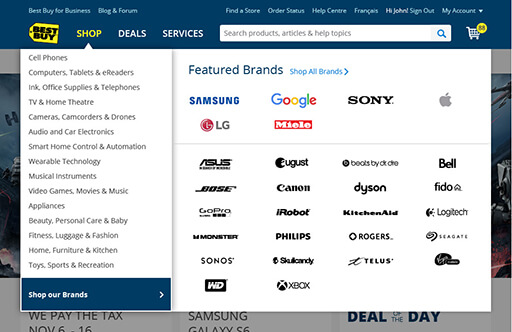 Best Buy for Business Blog & Forum Find a Store Order Status Help Centre Français Hi John! Sign Out My Account
BEST BUY SHOP DEALS SERVICES Search products, articles & help topics 88
Cell Phones
Computers, Tablets & eReaders
Ink, Office Supplies & Telephones
TV & Home Theatre
Cameras, Camcorders & Drones
Audio and Car Electronics
Smart Home Control & Automation
Wearable Technology
Musical Instruments
Video Games, Movies & Music
Appliances
Beauty, Personal Care & Baby
Fitness, Luggage & Fashion
Home, Furniture & Kitchen
Toys, Sports & Recreation
Shop our Brands
Featured Brands Shop All Brands
SAMSUNG Google SONY
LG Miele
ASUS august beats by dr. dre Bell
BOSE Canon dyson fido
GoPro iRobot KitchenAid Logitech
MONSTER PHILIPS ROGERS SEAGATE
SONOS Skullcandy TELUS Virgin
WD XBOX
WE PAY THE TAX
NOV 6 - 16
SAMSUNG
GALAXY S6
DEAL OF THE DAY